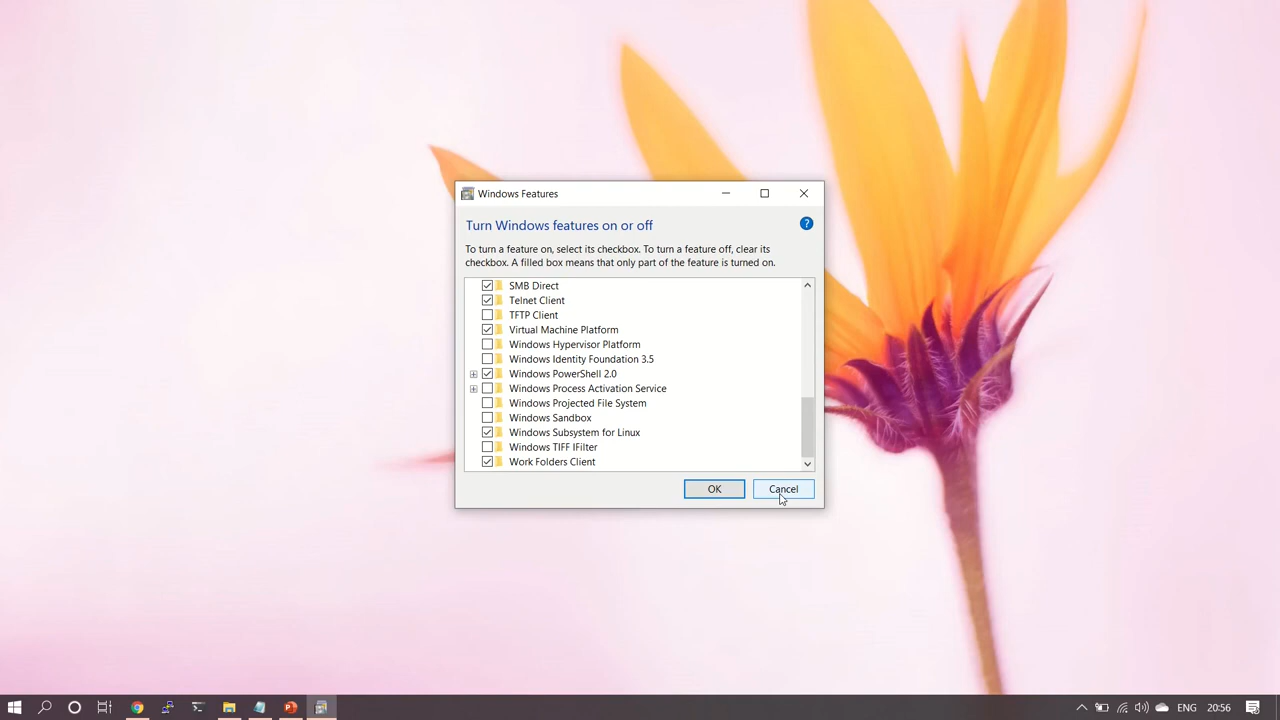 Windows Features
Turn Windows features on or off
?
To turn a feature on, select its checkbox. To turn a feature off, clear its
checkbox. A filled box means that only part of the feature is turned on.
SMB Direct
Telnet Client
TFTP Client
Virtual Machine Platform
Windows Hypervisor Platform
Windows Identity Foundation 3.5
Windows PowerShell 2.0
Windows Process Activation Service
Windows Projected File System
Windows Sandbox
Windows Subsystem for Linux
Windows TIFF IFilter
Work Folders Client
OK Cancel
ENG 20:56